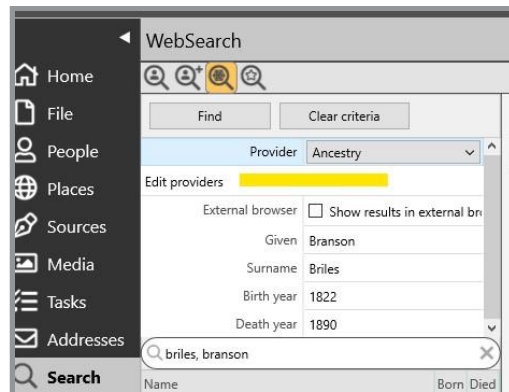 WebSearch
Home
File
People
Places
Sources
Media
Tasks
Addresses
Search
Find Clear criteria
Provider Ancestry
Edit providers
External browser Show results in external
Given Branson
Surname Briles
Birth year 1822
Death year 1890
briles, branson
Name Born Died